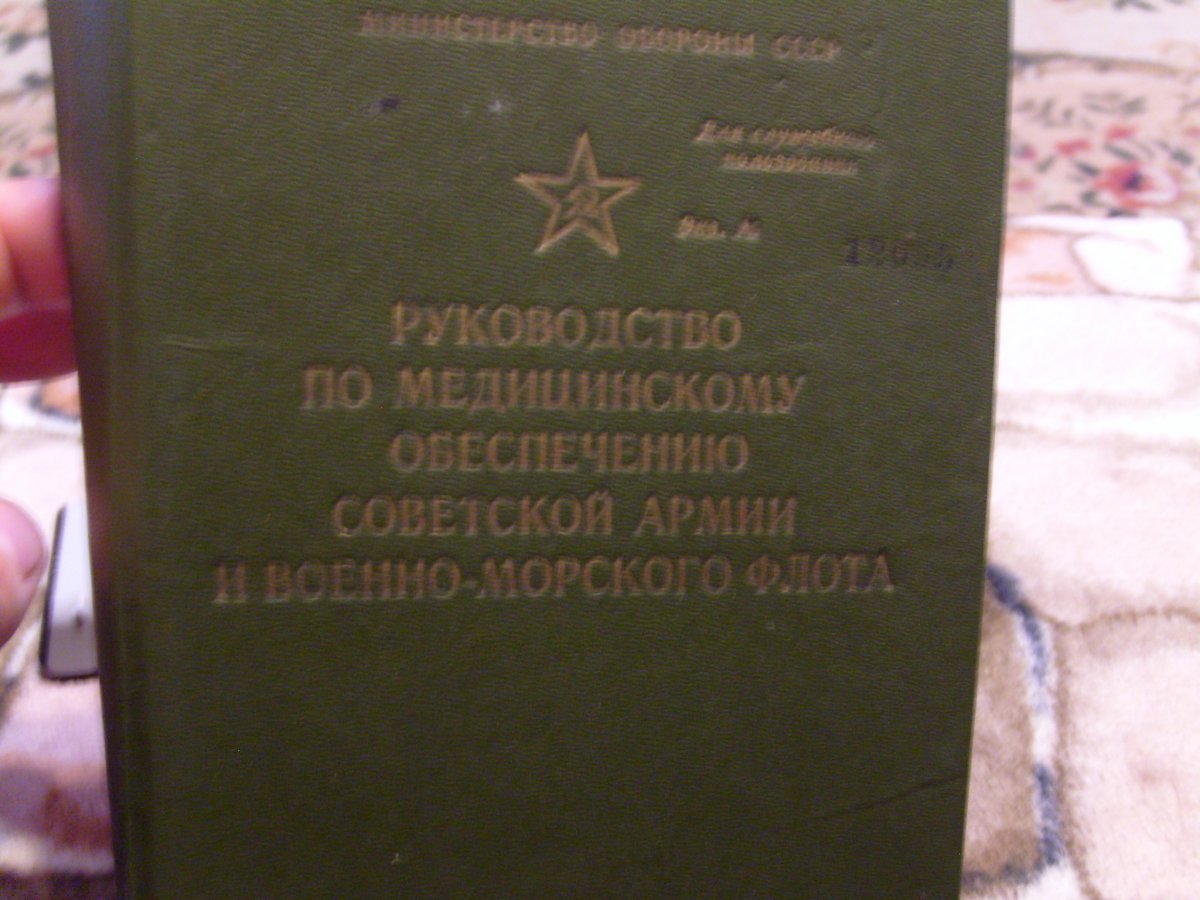 МИНИСТЕРСТВО ОБОРОНЫ СССР
Для служебного
пользования
Экз. №
РУКОВОДСТВО
ПО МЕДИЦИНСКОМУ
ОБЕСПЕЧЕНИЮ
СОВЕТСКОЙ АРМИИ
И ВОЕННО-МОРСКОГО ФЛОТА